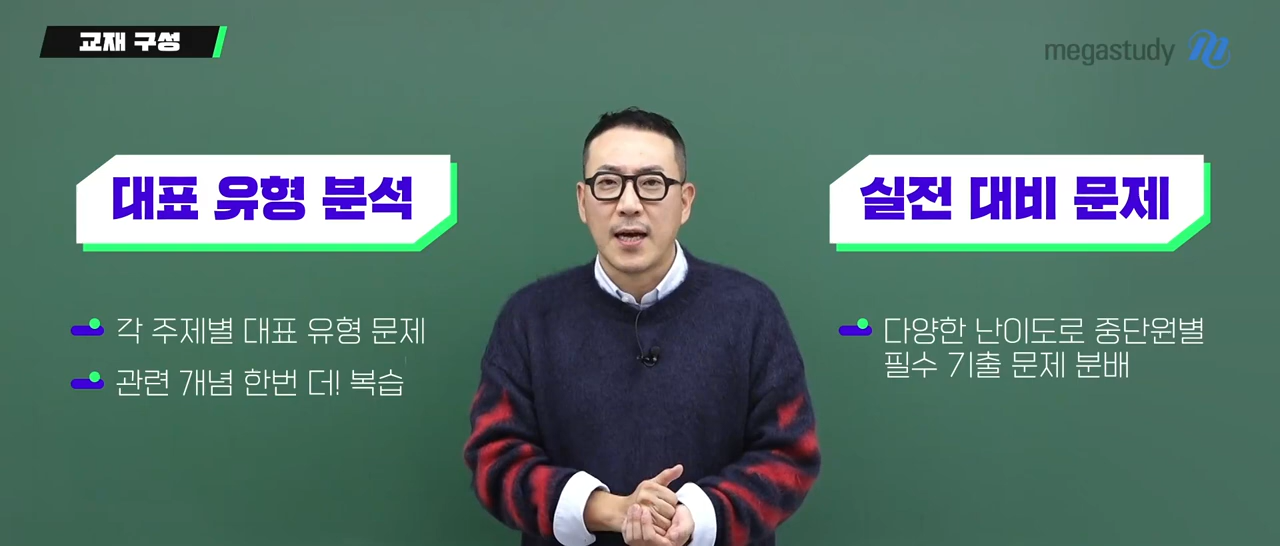 교재 구성
megastudy
대표 유형 분석
각 주제별 대표 유형 문제
관련 개념 한번 더! 복습
실전 대비 문제
다양한 난이도로 중단원별
필수 기출 문제 분배